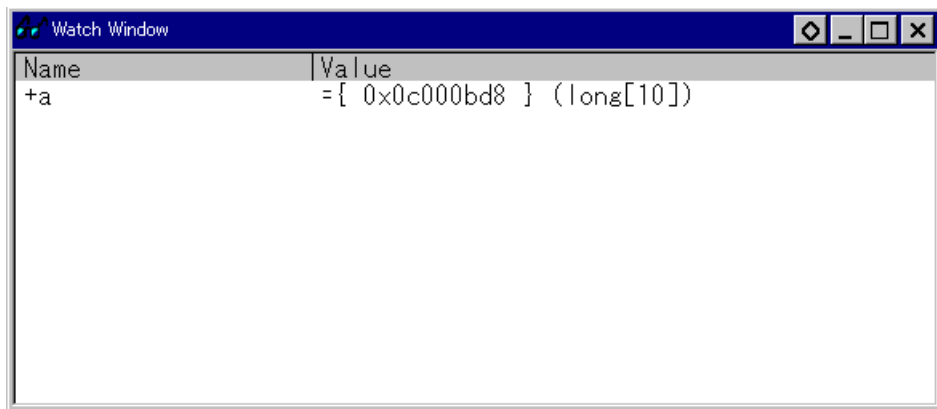 Watch Window
Name Value
+a ={ 0x0c000bd8 } (long[10])